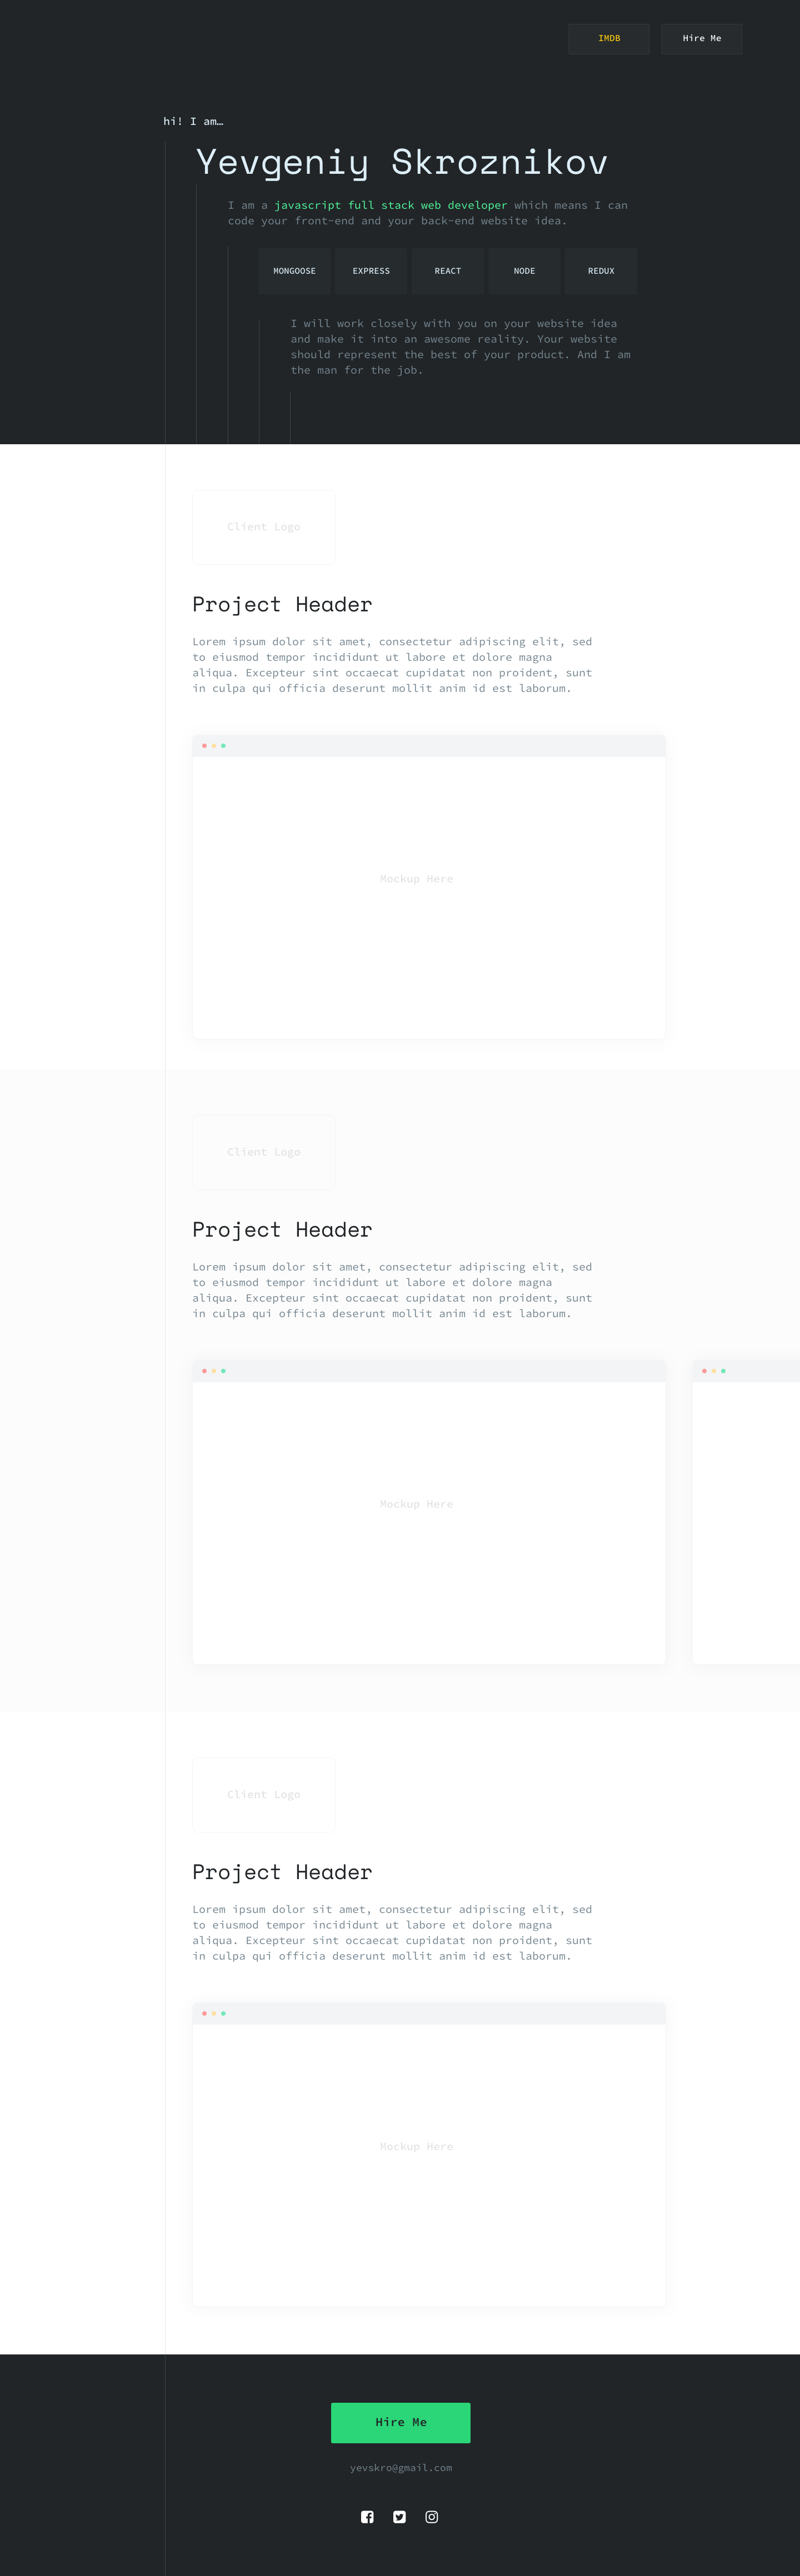 IMDB
Hire Me
hi! I am…
Yevgeniy Skroznikov
I am a javascript full stack web developer which means I can
code your front-end and your back-end website idea.
MONGOOSE
EXPRESS
REACT
NODE
REDUX
I will work closely with you on your website idea
and make it into an awesome reality. Your website
should represent the best of your product. And I am
the man for the job.
Client Logo
Project Header
Lorem ipsum dolor sit amet, consectetur adipiscing elit, sed
to eiusmod tempor incididunt ut labore et dolore magna
aliqua. Excepteur sint occaecat cupidatat non proident, sunt
in culpa qui officia deserunt mollit anim id est laborum.
Mockup Here
Client Logo
Project Header
Lorem ipsum dolor sit amet, consectetur adipiscing elit, sed
to eiusmod tempor incididunt ut labore et dolore magna
aliqua. Excepteur sint occaecat cupidatat non proident, sunt
in culpa qui officia deserunt mollit anim id est laborum.
Mockup Here
Client Logo
Project Header
Lorem ipsum dolor sit amet, consectetur adipiscing elit, sed
to eiusmod tempor incididunt ut labore et dolore magna
aliqua. Excepteur sint occaecat cupidatat non proident, sunt
in culpa qui officia deserunt mollit anim id est laborum.
Mockup Here
Hire Me
yevskro@gmail.com